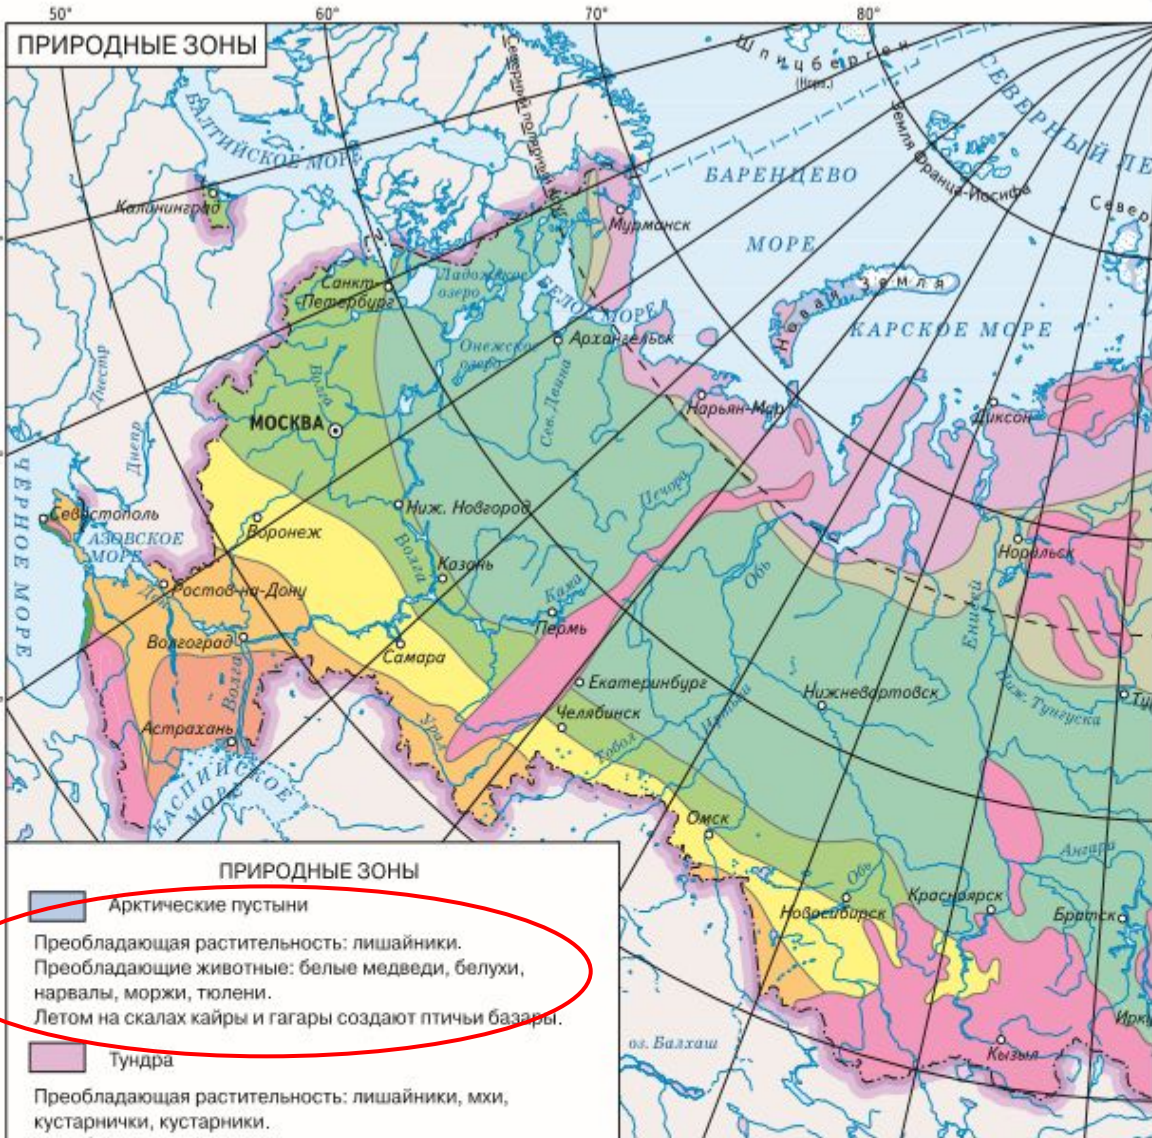 50°
60°
70°
80°
ПРИРОДНЫЕ ЗОНЫ
Северный полярный круг
Шпицберген
(Норв.)
Земля Франца-Иосифа
СЕВЕРНЫЙ ЛЕ
Север
БАЛТИЙСКОЕ МОРЕ
БАРЕНЦЕВО
МОРЕ
Калининград
Мурманск
Новая Земля
КАРСКОЕ МОРЕ
Санкт-
Петербург
Ладожское
озеро
БЕЛОЕ МОРЕ
Онежское
озеро
Архангельск
Днестр
Волга
Сев. Двина
Нарьян-Мар
Диксон
МОСКВА
Днепр
Печора
ЧЕРНОЕ МОРЕ
Севастополь
АЗОВСКОЕ
МОРЕ
Воронеж
Ниж. Новгород
Волга
Казань
Кама
Обь
Норильск
Енисей
Ростов-на-Дону
Дон
Пермь
Волгоград
Самара
Волга
Екатеринбург
Нижневартовск
Ниж. Тунгуска
Ту
Астрахань
Урал
Челябинск
Тобол
Иртыш
КАСПИЙСКОЕ
МОРЕ
Омск
Обь
Ангара
Новосибирск
Красноярск
Братск
Ирку
Кызыл
оз. Балхаш
ПРИРОДНЫЕ ЗОНЫ
Арктические пустыни
Преобладающая растительность: лишайники.
Преобладающие животные: белые медведи, белухи,
нарвалы, моржи, тюлени.
Летом на скалах кайры и гагары создают птичьи базары.
Тундра
Преобладающая растительность: лишайники, мхи,
кустарнички, кустарники.